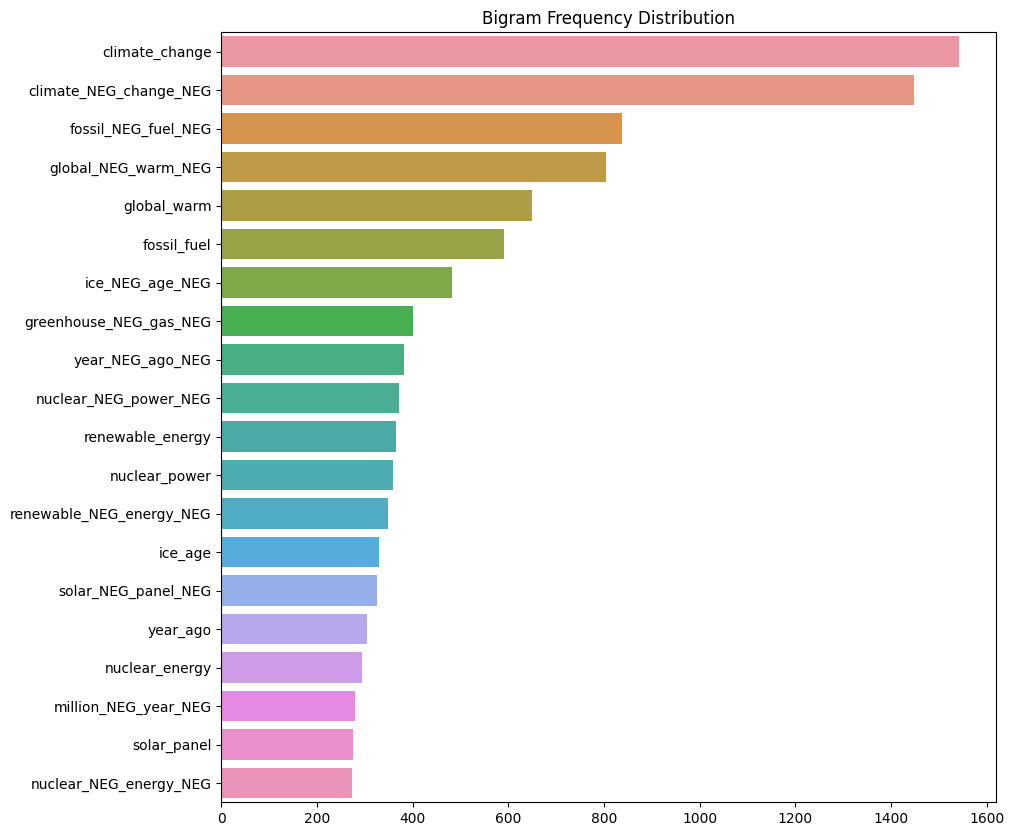 Bigram Frequency Distribution
climate_change
climate_NEG_change_NEG
fossil_NEG_fuel_NEG
global_NEG_warm_NEG
global_warm
fossil_fuel
ice_NEG_age_NEG
greenhouse_NEG_gas_NEG
year_NEG_ago_NEG
nuclear_NEG_power_NEG
renewable_energy
nuclear_power
renewable_NEG_energy_NEG
ice_age
solar_NEG_panel_NEG
year_ago
nuclear_energy
million_NEG_year_NEG
solar_panel
nuclear_NEG_energy_NEG
0 200 400 600 800 1000 1200 1400 1600